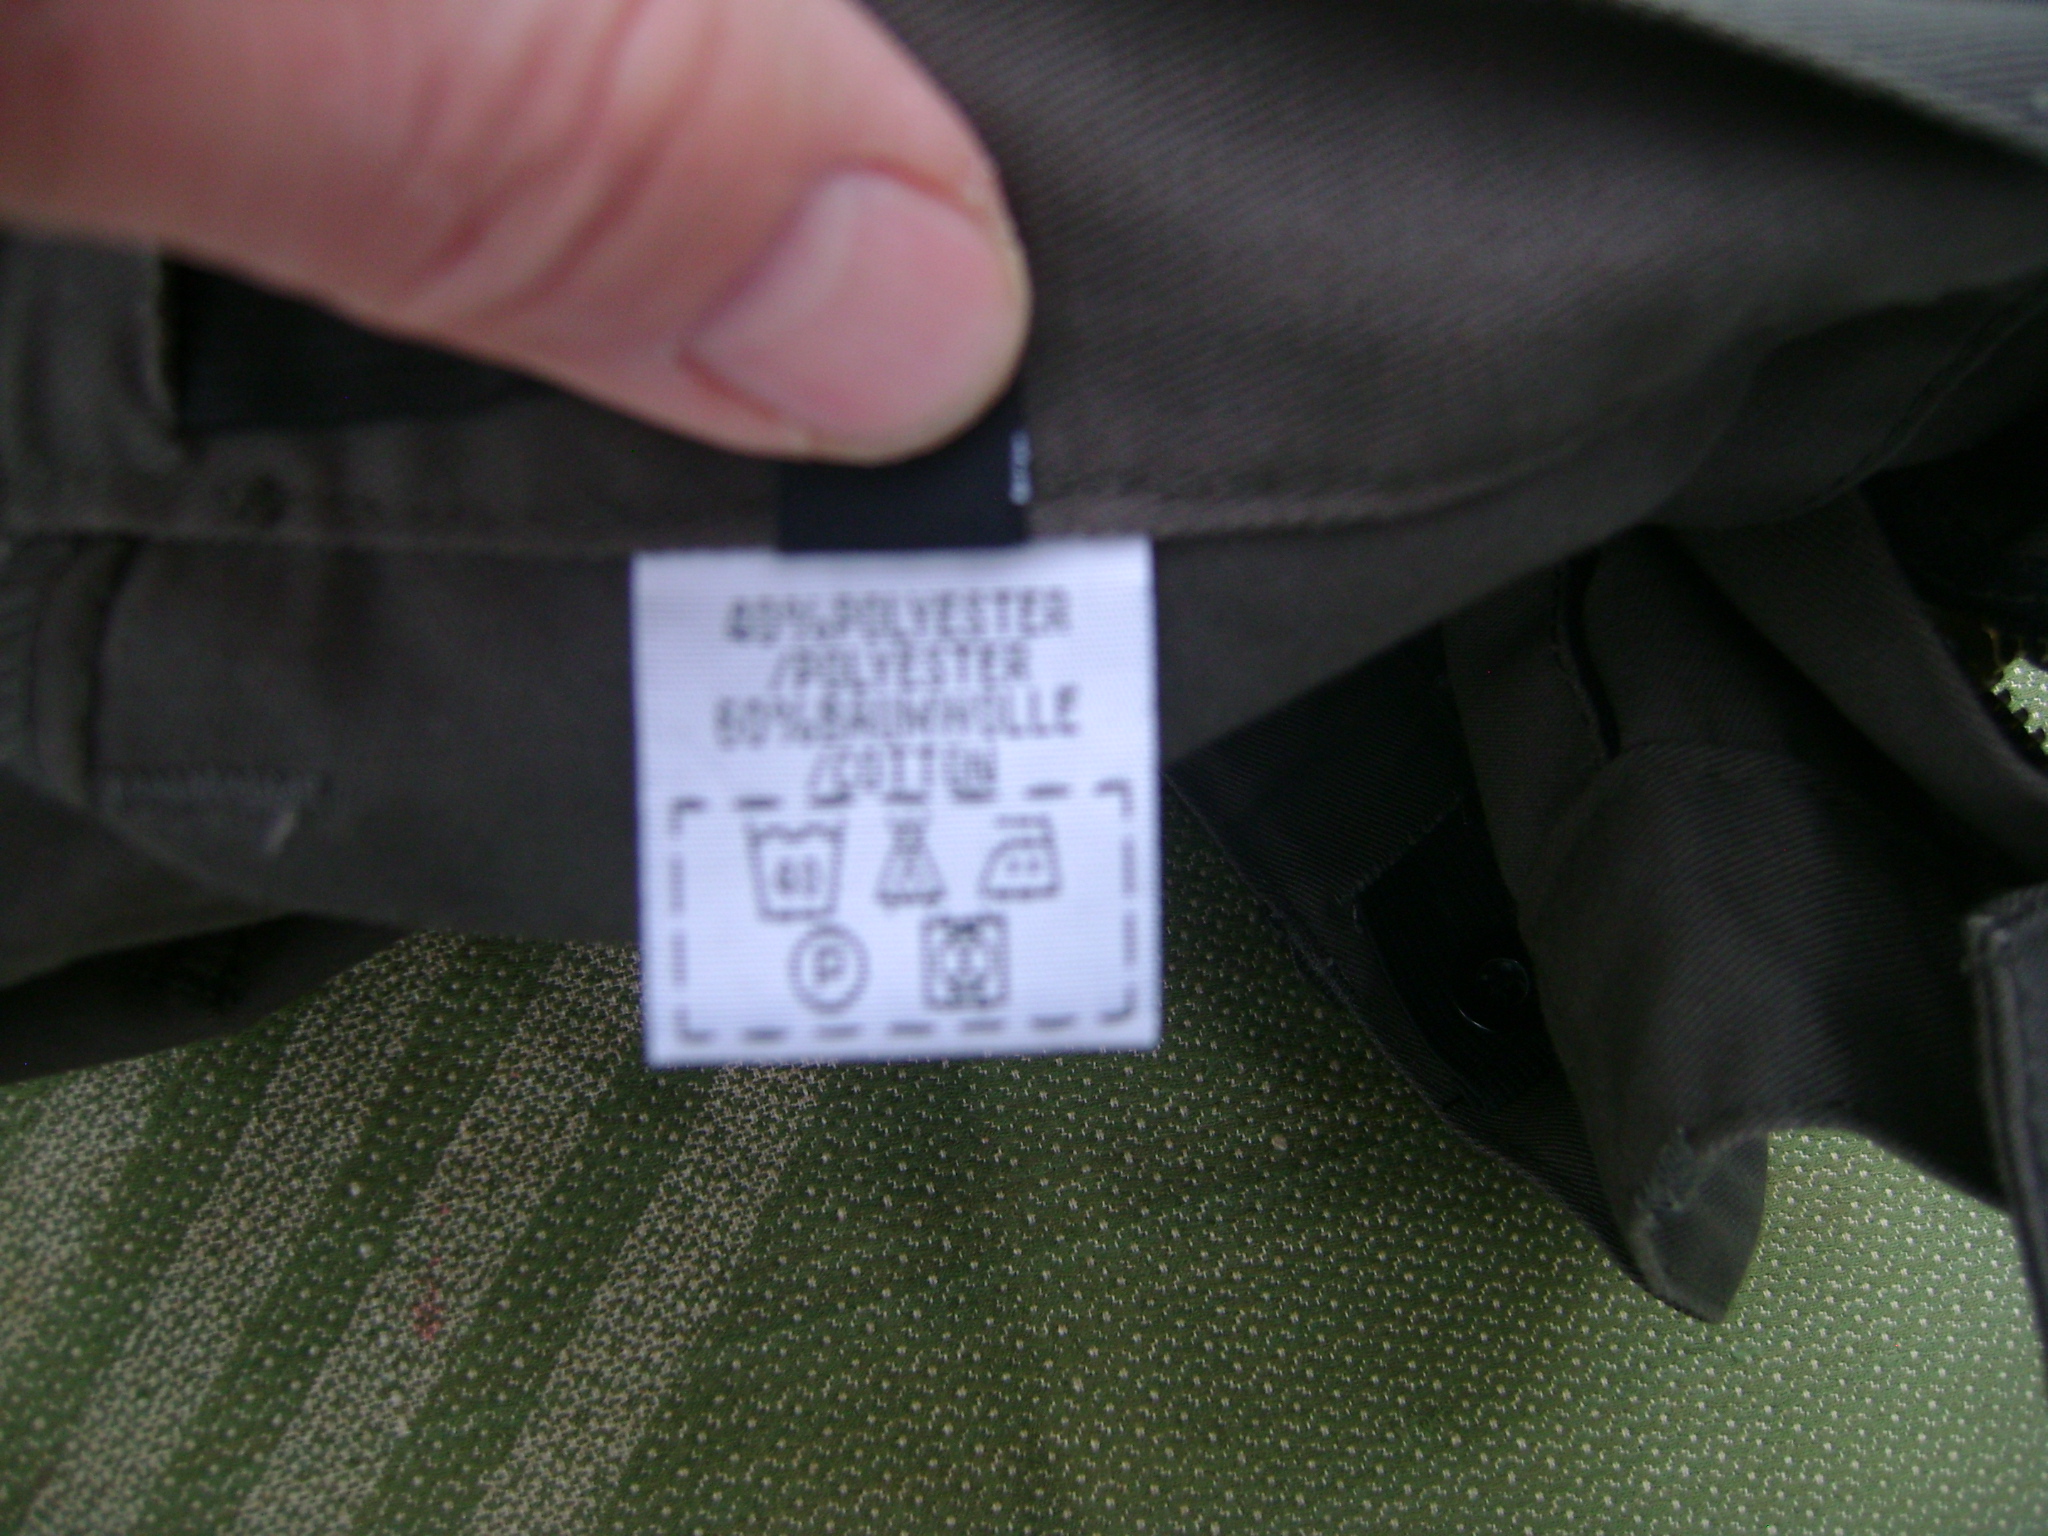 40%POLYESTER
/POLYESTER
60%BAUMWOLLE
/COTTON
P